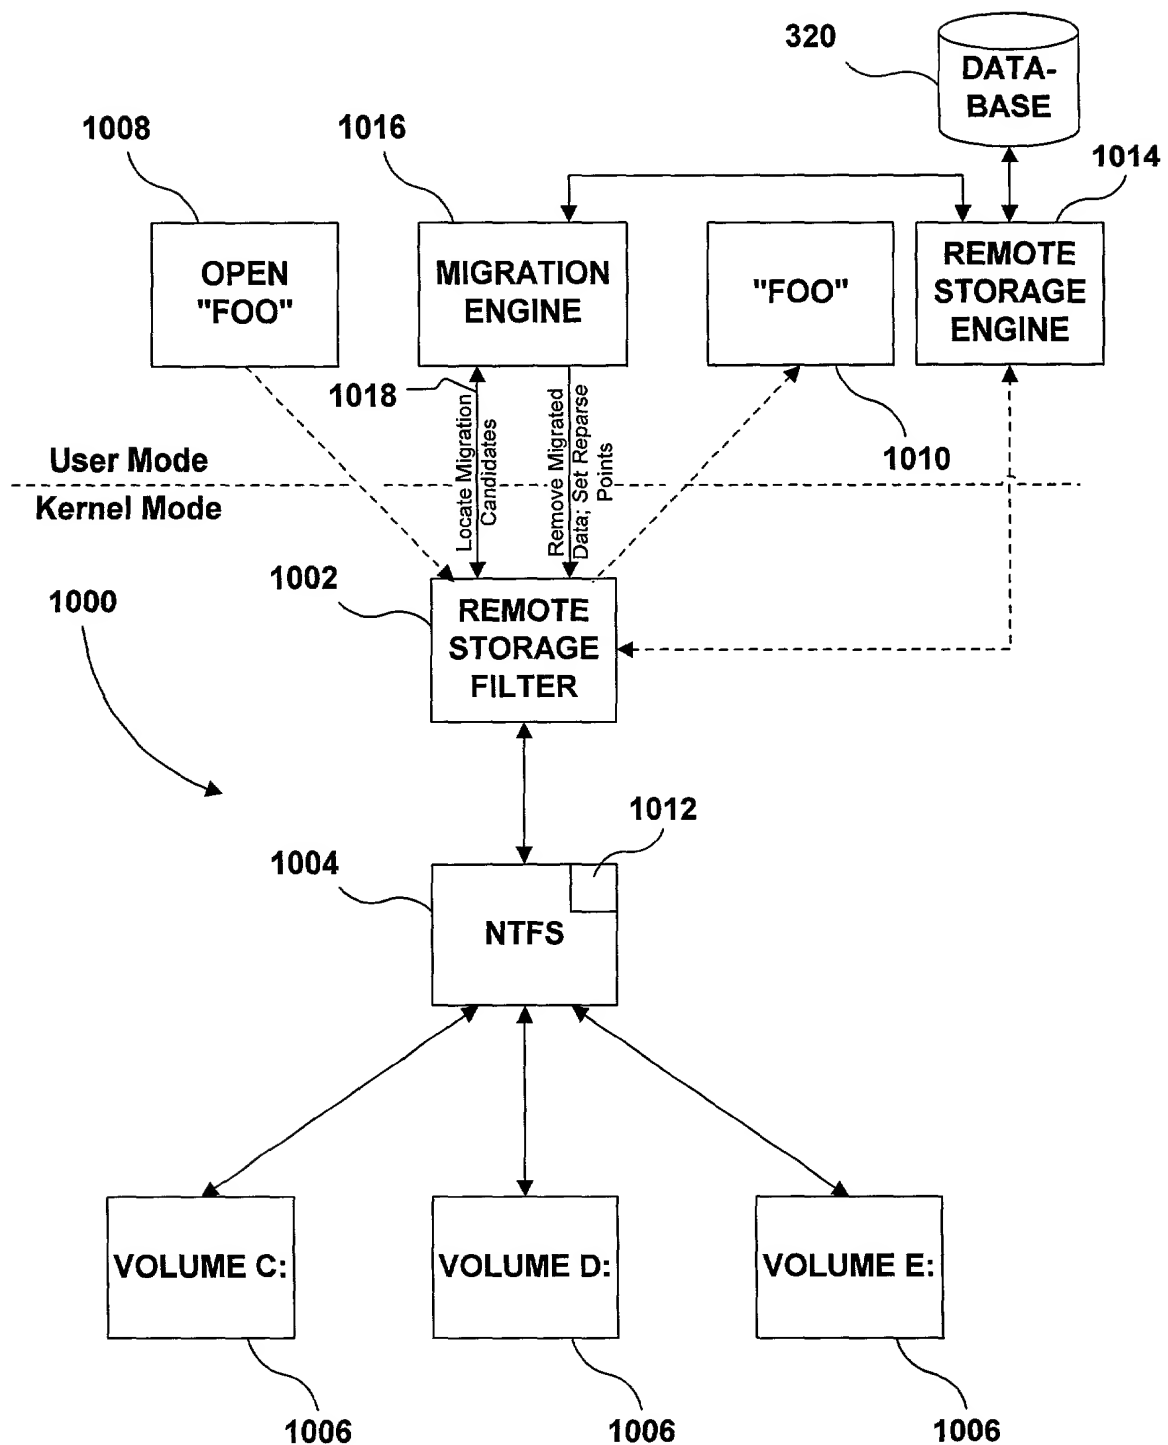 320
DATA-
BASE
1008
1016
1014
OPEN
"FOO"
MIGRATION
ENGINE
"FOO"
REMOTE
STORAGE
ENGINE
1018
1010
Locate Migration
Candidates
Remove Migrated
Data; Set Reparse
Points
User Mode
Kernel Mode
1002
1000
REMOTE
STORAGE
FILTER
1012
1004
NTFS
VOLUME C:
VOLUME D:
VOLUME E:
1006
1006
1006